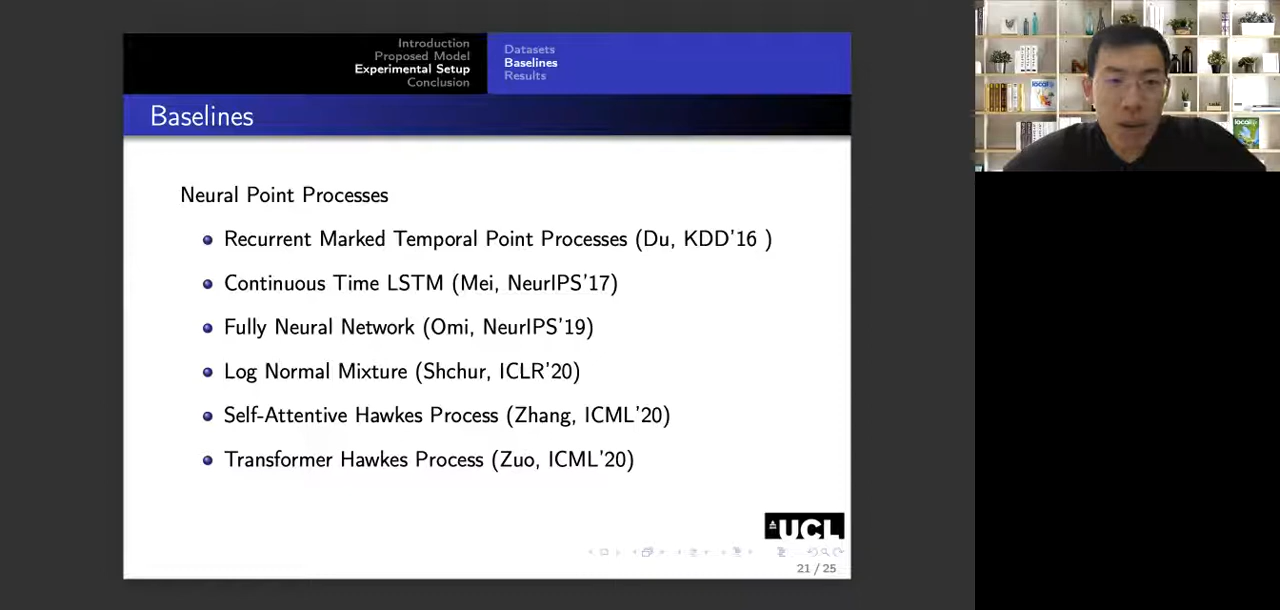 Introduction
Proposed Model
Experimental Setup
Conclusion
Datasets
Baselines
Results
Baselines
Neural Point Processes
Recurrent Marked Temporal Point Processes (Du, KDD'16 )
Continuous Time LSTM (Mei, NeurIPS'17)
Fully Neural Network (Omi, NeurIPS'19)
Log Normal Mixture (Shchur, ICLR'20)
Self-Attentive Hawkes Process (Zhang, ICML'20)
Transformer Hawkes Process (Zuo, ICML'20)
UCL
21 / 25
local
local